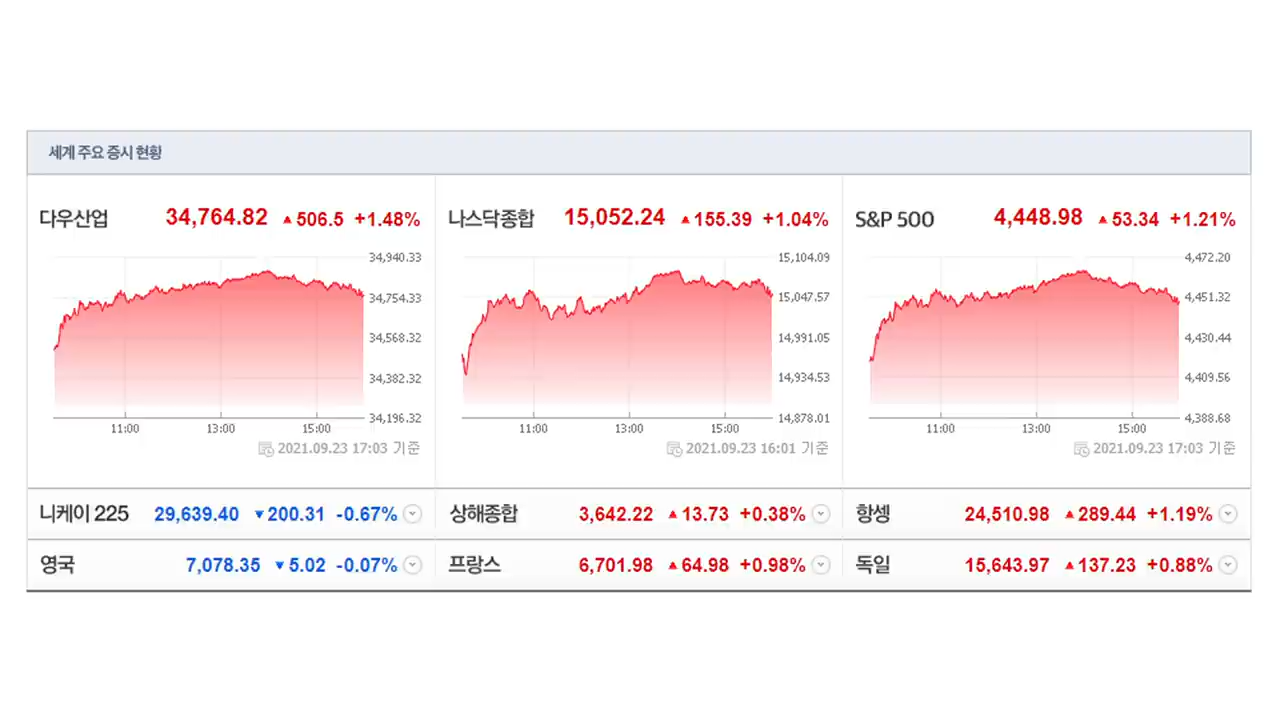 세계 주요 증시 현황
다우산업 34,764.82 ▲506.5 +1.48%
34,940.33
34,754.33
34,568.32
34,382.32
34,196.32
11:00 13:00 15:00
2021.09.23 17:03 기준
나스닥종합 15,052.24 ▲155.39 +1.04%
15,104.09
15,047.57
14,991.05
14,934.53
14,878.01
11:00 13:00 15:00
2021.09.23 16:01 기준
S&P 500 4,448.98 ▲53.34 +1.21%
4,472.20
4,451.32
4,430.44
4,409.56
4,388.68
11:00 13:00 15:00
2021.09.23 17:03 기준
니케이 225 29,639.40 ▼200.31 -0.67%
상해종합 3,642.22 ▲13.73 +0.38%
항셍 24,510.98 ▲289.44 +1.19%
영국 7,078.35 ▼5.02 -0.07%
프랑스 6,701.98 ▲64.98 +0.98%
독일 15,643.97 ▲137.23 +0.88%